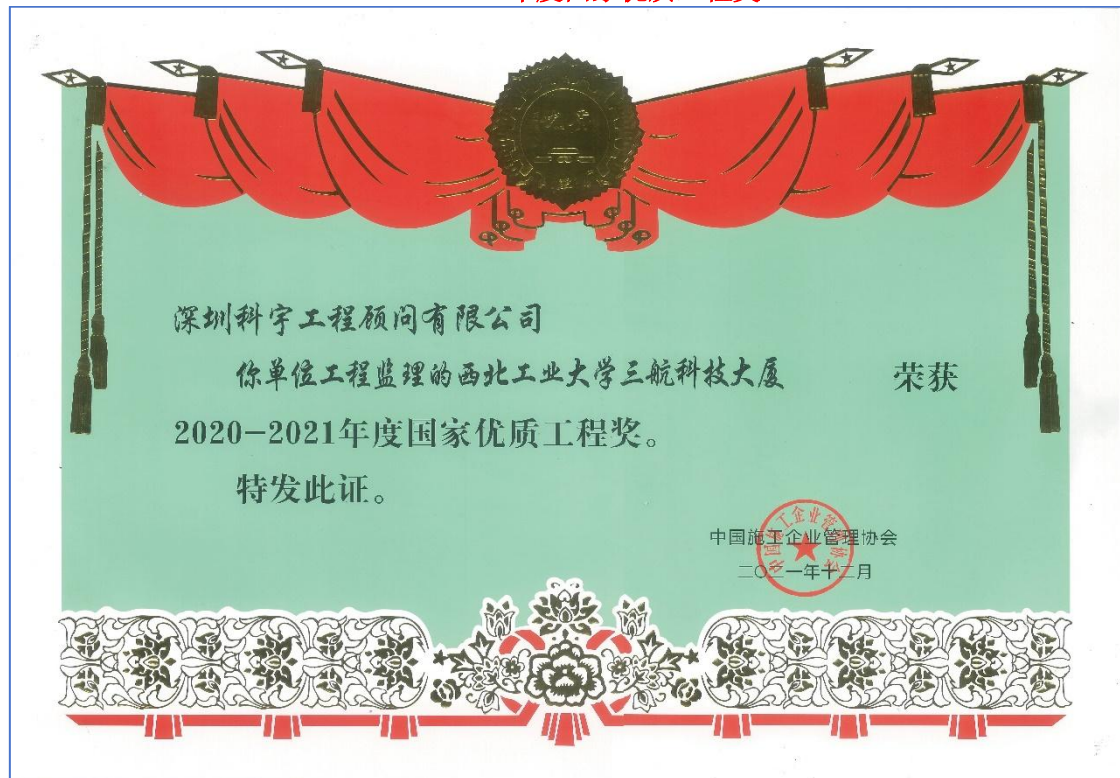 深圳科宇工程顾问有限公司
你单位工程监理的西北工业大学三航科技大厦 荣获
2020-2021年度国家优质工程奖。
特发此证。
中国施工企业管理协会
二〇二一年十二月